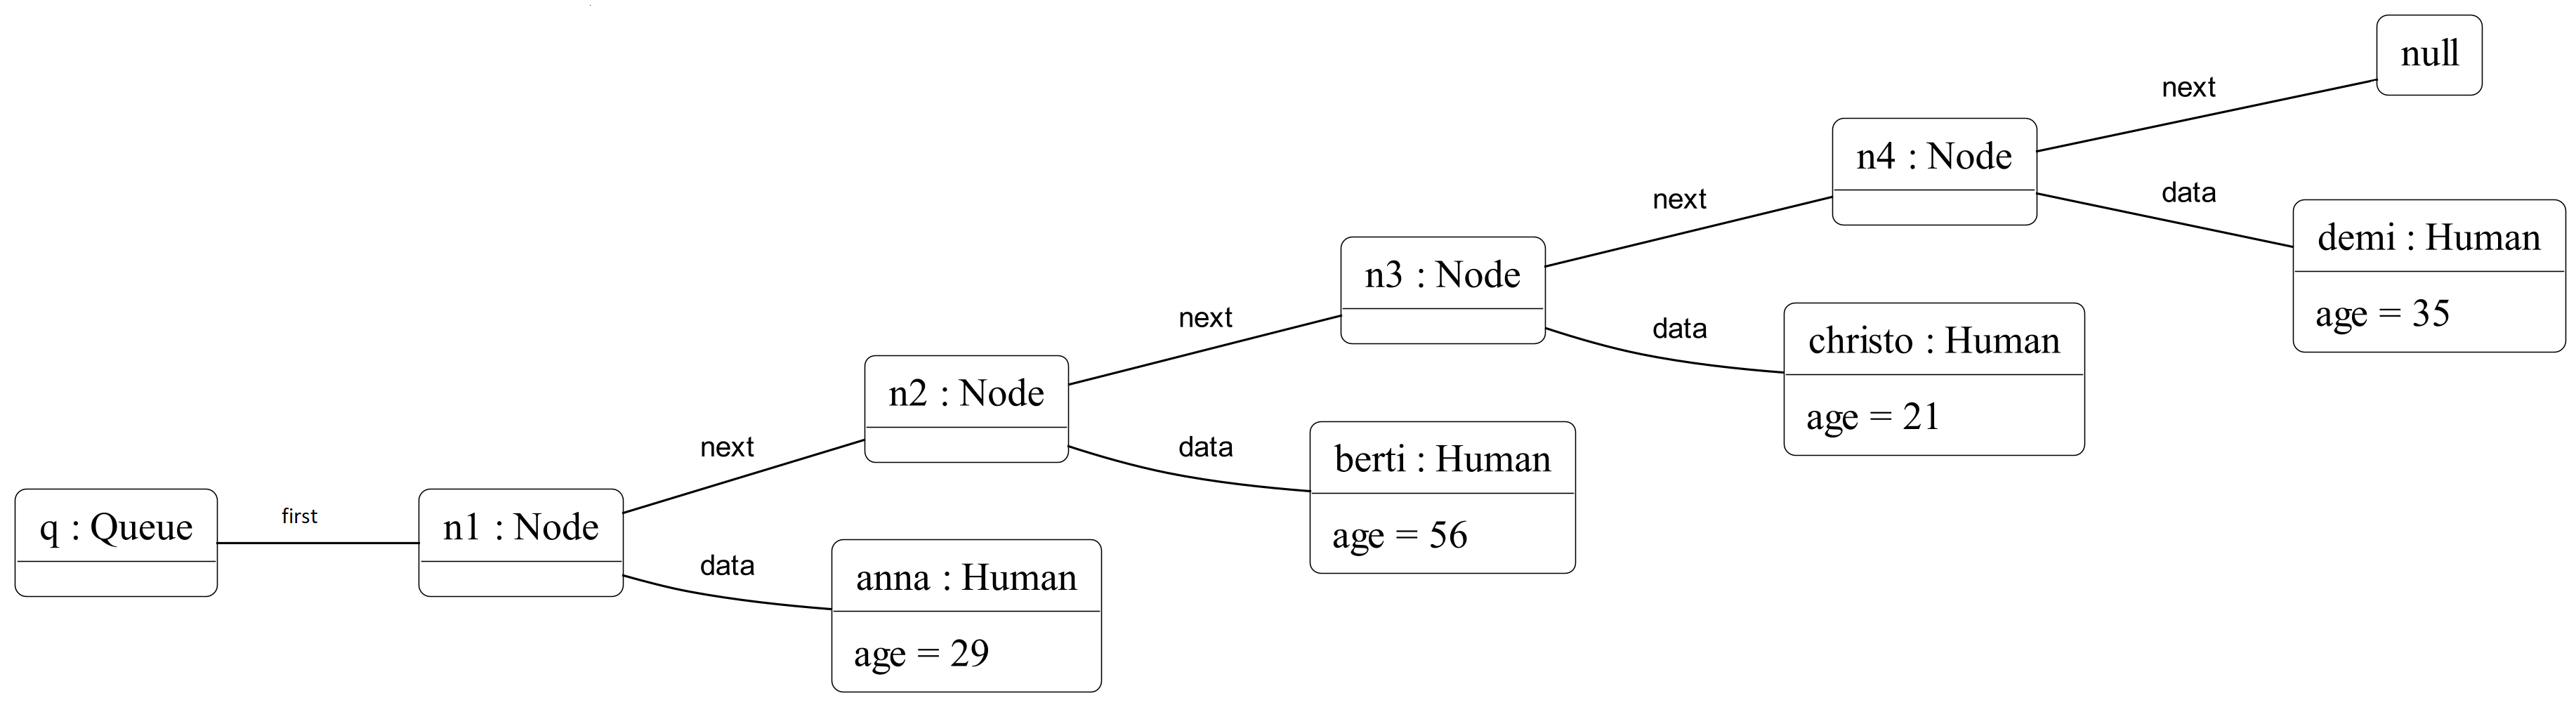 null
next
n4 : Node
next
data
demi : Human
age = 35
n3 : Node
next
data
christo : Human
age = 21
n2 : Node
next
data
berti : Human
age = 56
q : Queue
first
n1 : Node
data
anna : Human
age = 29